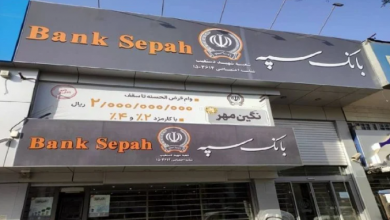 Bank Sepah بانک سپه
وام قرض الحسنه تا سقف
۲/۰۰۰/۰۰۰/۰۰۰ ریال
با کارمزد ۲٪ و ۴٪
نگین مهر
Bank Sepah بانک سپه